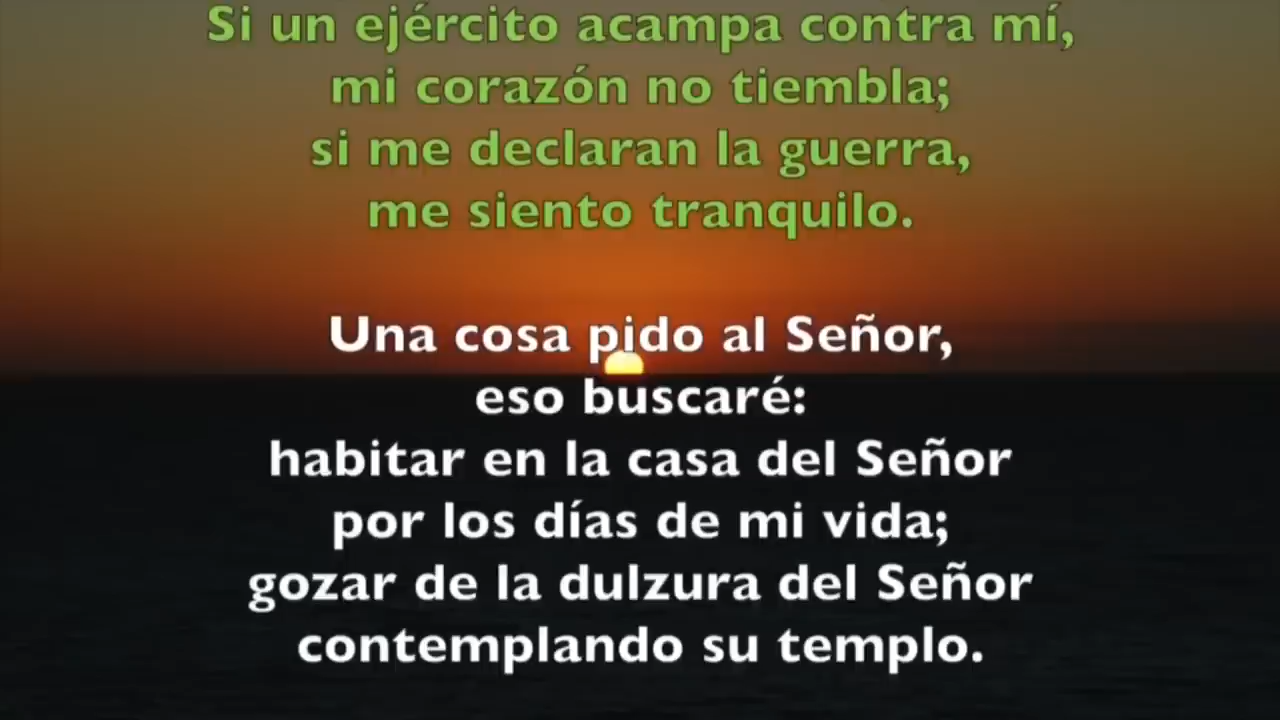 Si un ejército acampa contra mí,
mi corazón no tiembla;
si me declaran la guerra,
me siento tranquilo.
Una cosa pido al Señor,
eso buscaré:
habitar en la casa del Señor
por los días de mi vida;
gozar de la dulzura del Señor
contemplando su templo.